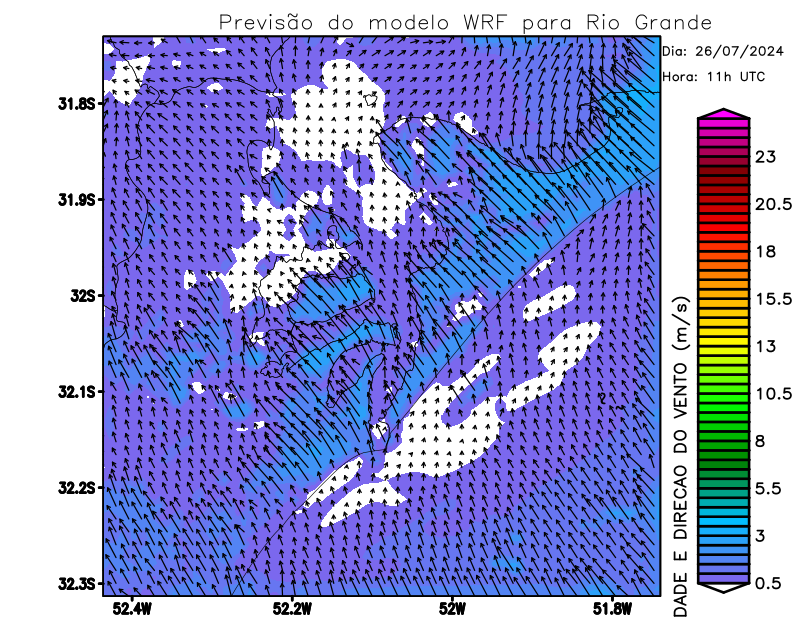 Previsão do modelo WRF para Rio Grande
Dia: 26/07/2024
Hora: 11h UTC
31.8S
31.9S
32S
32.1S
32.2S
32.3S
52.4W
52.2W
52W
51.8W
23
20.5
18
15.5
13
10.5
8
5.5
3
0.5
DADE E DIRECAO DO VENTO (m/s)